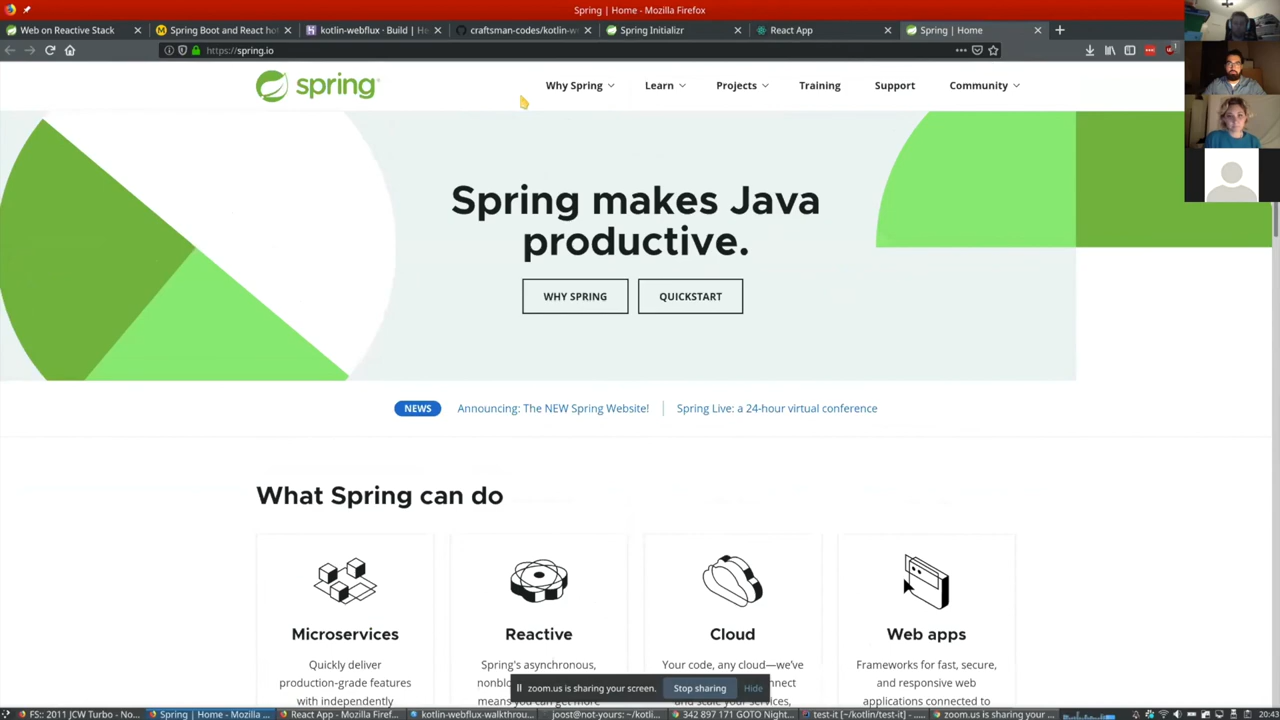 Spring | Home - Mozilla Firefox
Web on Reactive Stack
Spring Boot and React ho
kotlin-webflux · Build | He
craftsman-codes/kotlin-w
Spring Initializr
React App
Spring | Home
https://spring.io
spring
Why Spring
Learn
Projects
Training
Support
Community
Spring makes Java
productive.
WHY SPRING
QUICKSTART
NEWS
Announcing: The NEW Spring Website!
Spring Live: a 24-hour virtual conference
What Spring can do
Microservices
Reactive
Cloud
Web apps
Quickly deliver
production-grade features
with independently
Spring's asynchronous,
nonbl
means you can get more
Your code, any cloud—we've
nnect
and scale your services,
Frameworks for fast, secure,
and responsive web
applications connected to
zoom.us is sharing your screen.
Stop sharing
Hide
FS: 2011 JCW Turbo - No...
Spring | Home - Mozilla ...
React App - Mozilla Firef...
kotlin-webflux-walkthrou...
joost@not-yours: ~/kotli...
342 897 171 GOTO Night...
test-it [~/kotlin/test-it] - ...
zoom.us is sharing your ...
20:43